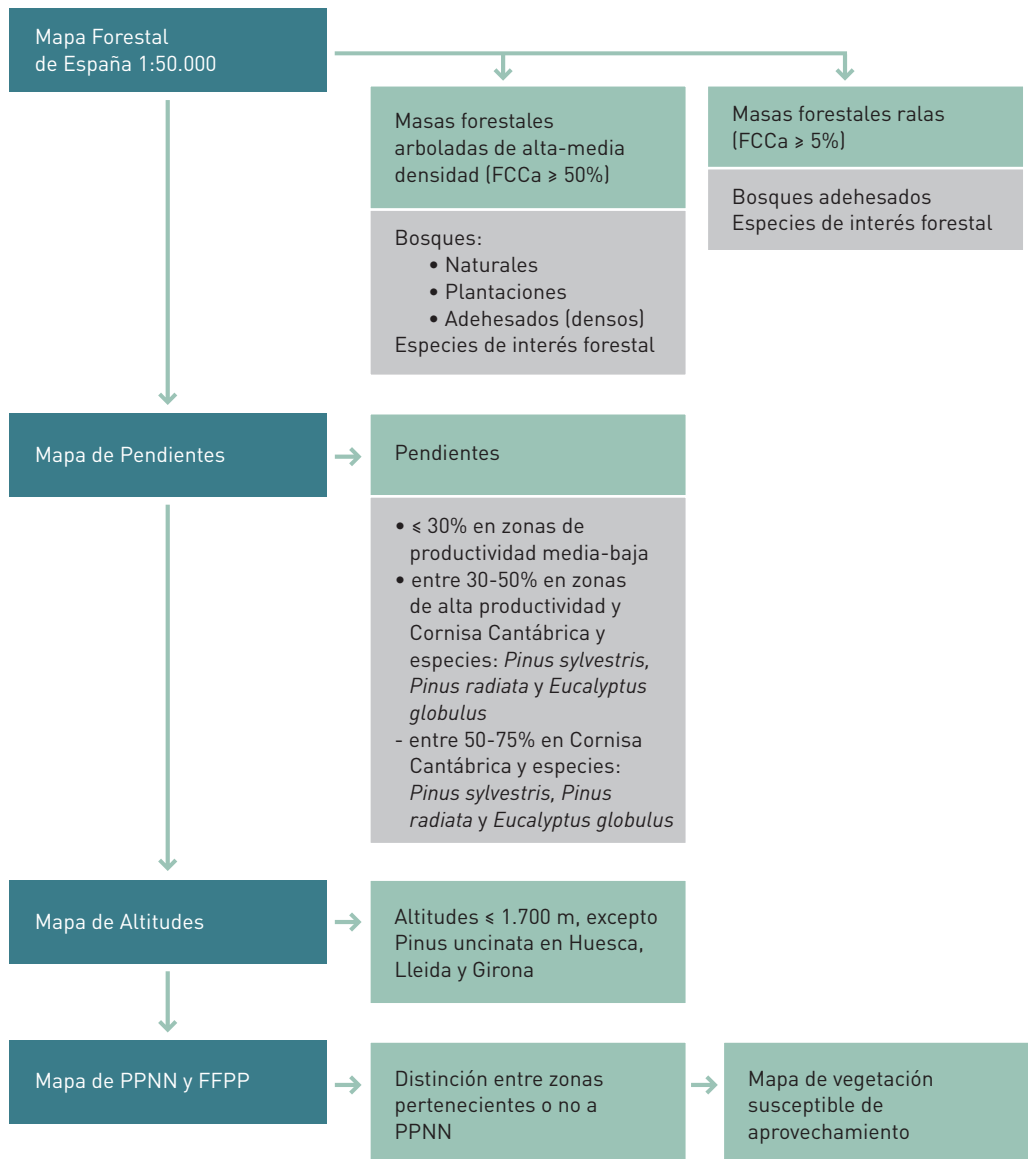 Mapa Forestal
de España 1:50.000
Masas forestales
arboladas de alta-media
densidad (FCCa ⩾ 50%)
Bosques:
• Naturales
• Plantaciones
• Adehesados (densos)
Especies de interés forestal
Masas forestales ralas
(FCCa ⩾ 5%)
Bosques adehesados
Especies de interés forestal
Mapa de Pendientes
Pendientes
• ⩽ 30% en zonas de
productividad media-baja
• entre 30-50% en zonas
de alta productividad y
Cornisa Cantábrica y
especies: Pinus sylvestris,
Pinus radiata y Eucalyptus
globulus
- entre 50-75% en Cornisa
Cantábrica y especies:
Pinus sylvestris, Pinus
radiata y Eucalyptus globulus
Mapa de Altitudes
Altitudes ⩽ 1.700 m, excepto
Pinus uncinata en Huesca,
Lleida y Girona
Mapa de PPNN y FFPP
Distinción entre zonas
pertenecientes o no a
PPNN
Mapa de vegetación
susceptible de
aprovechamiento